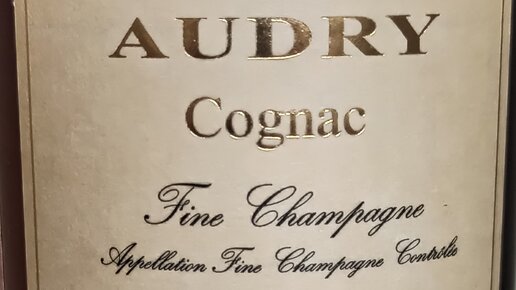 AUDRY
Cognac
Fine Champagne
Appellation Fine Champagne Contrôlée